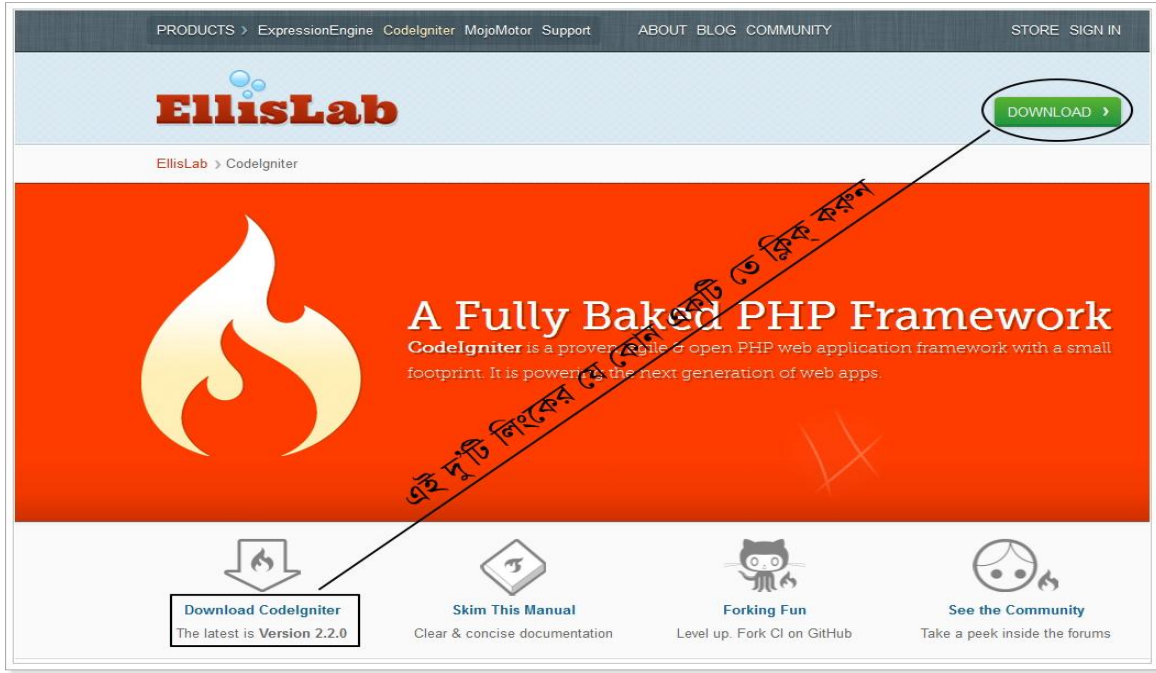 PRODUCTS › ExpressionEngine CodeIgniter MojoMotor Support ABOUT BLOG COMMUNITY STORE SIGN IN
EllisLab
DOWNLOAD ›
EllisLab › CodeIgniter
এই দু'টি লিংকের যে কোন একটি তে ক্লিক্ করুন
A Fully Baked PHP Framework
CodeIgniter is a proven, agile & open PHP web application framework with a small
footprint. It is powering the next generation of web apps.
Download CodeIgniter Skim This Manual Forking Fun See the Community
The latest is Version 2.2.0 Clear & concise documentation Level up. Fork CI on GitHub Take a peek inside the forums